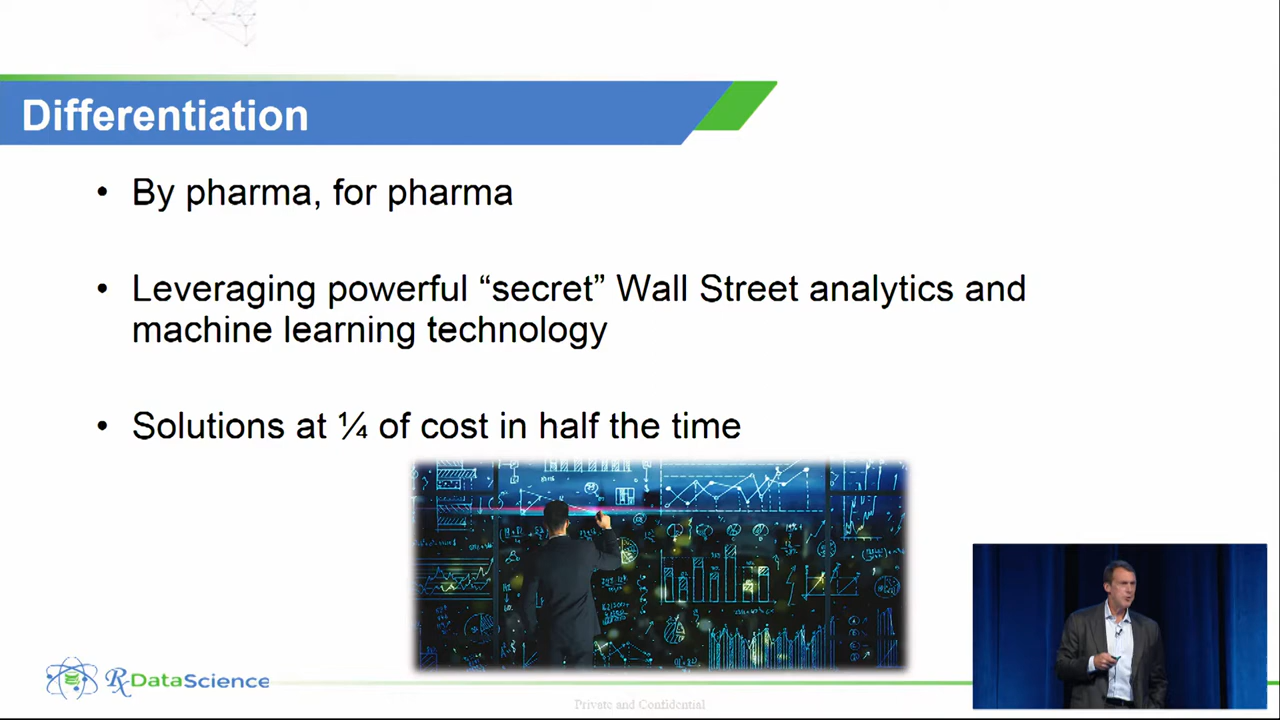 Differentiation
• By pharma, for pharma
• Leveraging powerful “secret” Wall Street analytics and
machine learning technology
• Solutions at ¼ of cost in half the time
RxDataScience
Private and Confidential